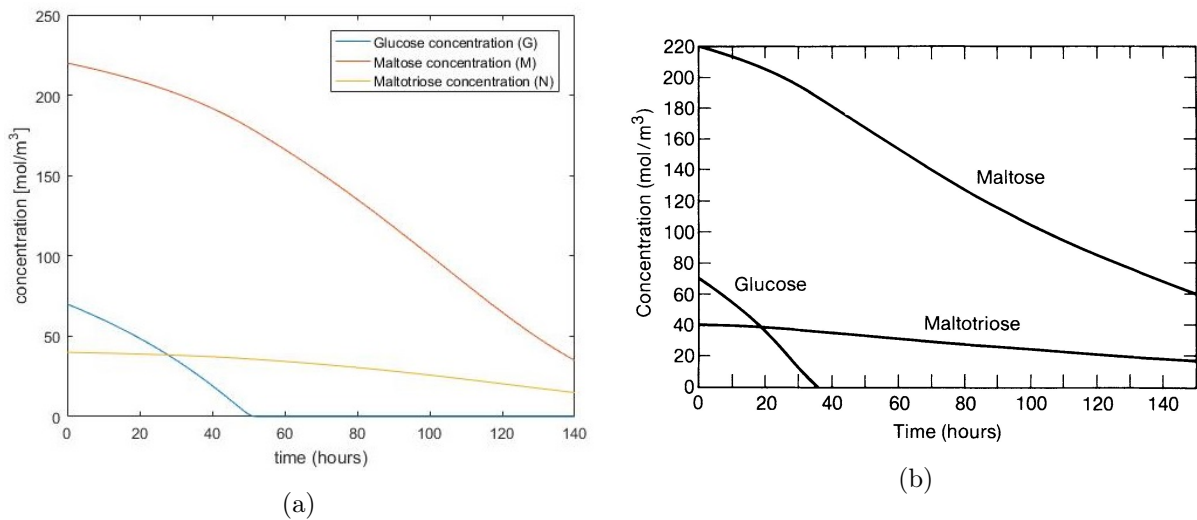 250
200
150
100
50
0
concentration [mol/m³]
Glucose concentration (G)
Maltose concentration (M)
Maltotriose concentration (N)
0 20 40 60 80 100 120 140
time (hours)
(a)
220
200
180
160
140
120
100
80
60
40
20
0
Concentration (mol/m³)
Maltose
Glucose
Maltotriose
0 20 40 60 80 100 120 140
Time (hours)
(b)